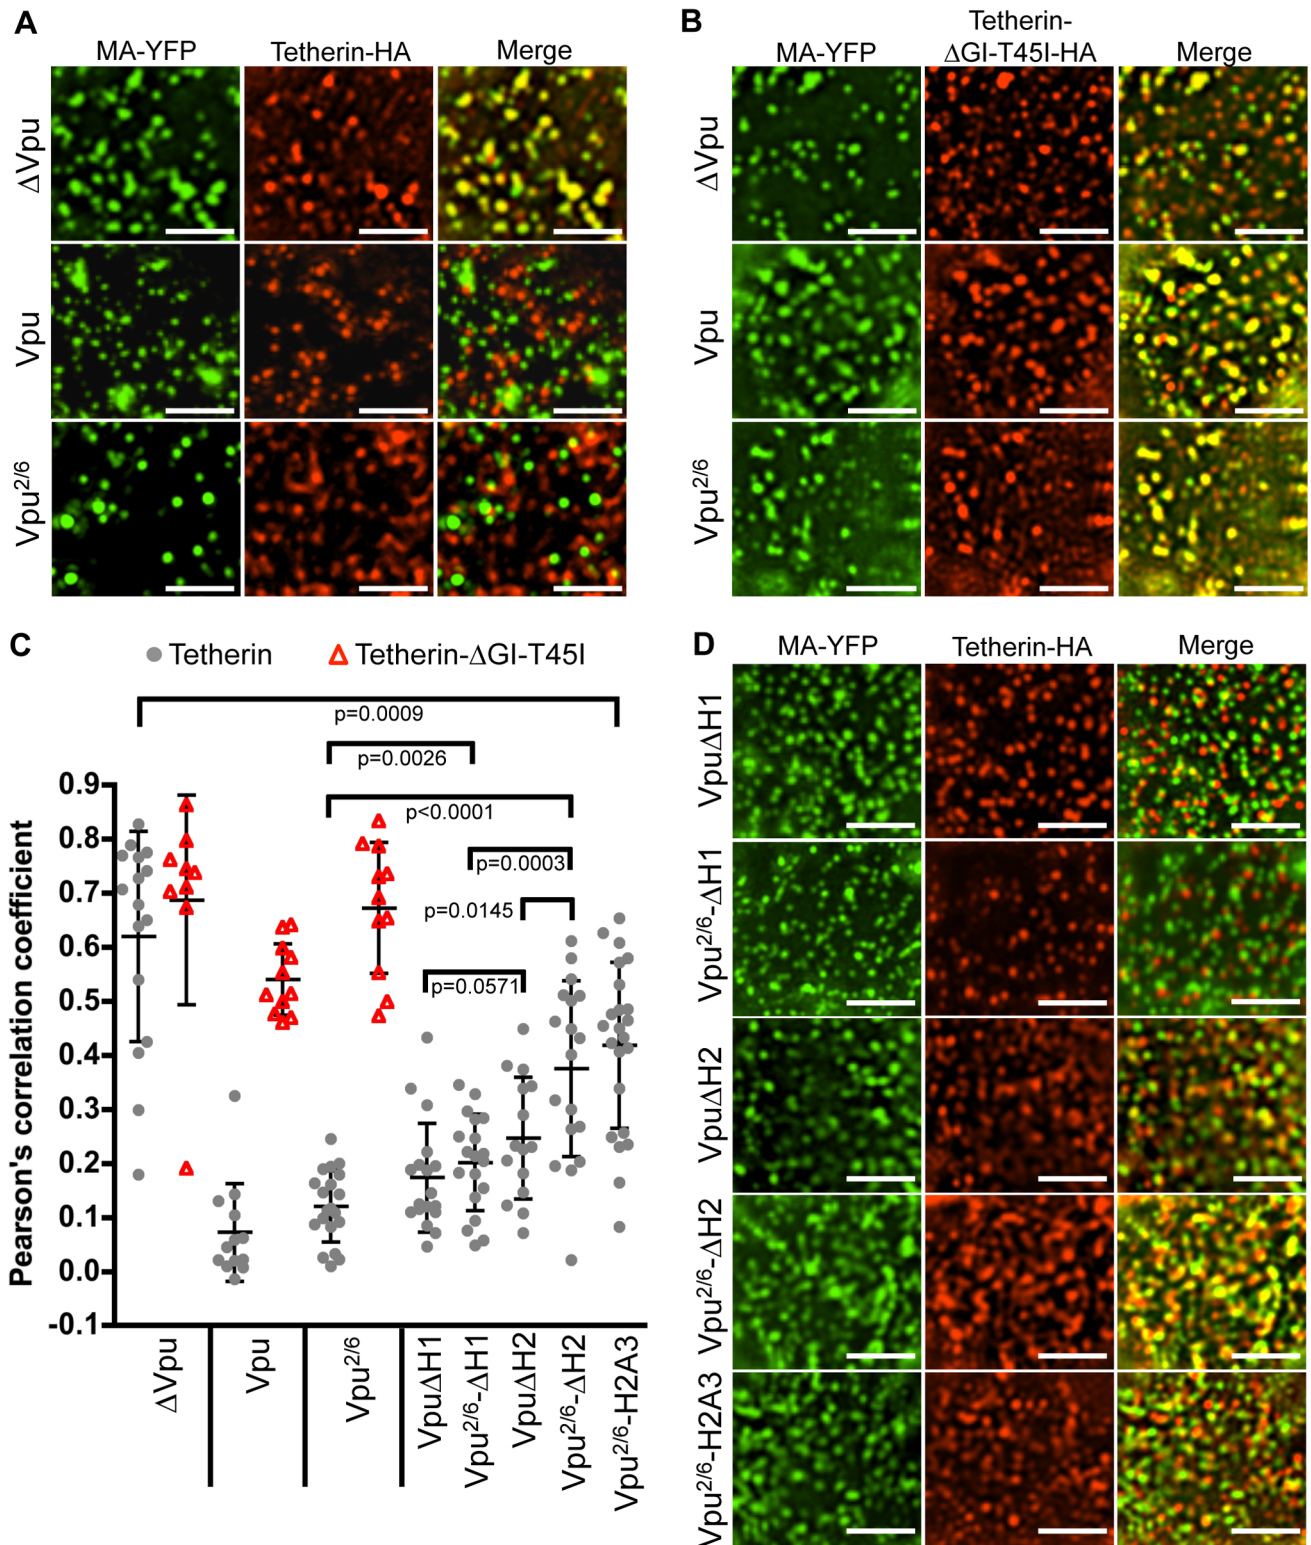 A
MA-YFP
Tetherin-HA
Merge
ΔVpu
Vpu
Vpu2/6
B
MA-YFP
Tetherin-
ΔGI-T45I-HA
Merge
ΔVpu
Vpu
Vpu2/6
C
Tetherin
Tetherin-ΔGI-T45I
p=0.0009
p=0.0026
p<0.0001
p=0.0003
p=0.0145
p=0.0571
Pearson's correlation coefficient
0.9
0.8
0.7
0.6
0.5
0.4
0.3
0.2
0.1
0.0
-0.1
ΔVpu
Vpu
Vpu2/6
VpuΔH1
Vpu2/6-ΔH1
VpuΔH2
Vpu2/6-ΔH2
Vpu2/6-H2A3
D
MA-YFP
Tetherin-HA
Merge
VpuΔH1
Vpu2/6-ΔH1
VpuΔH2
Vpu2/6-ΔH2
Vpu2/6-H2A3